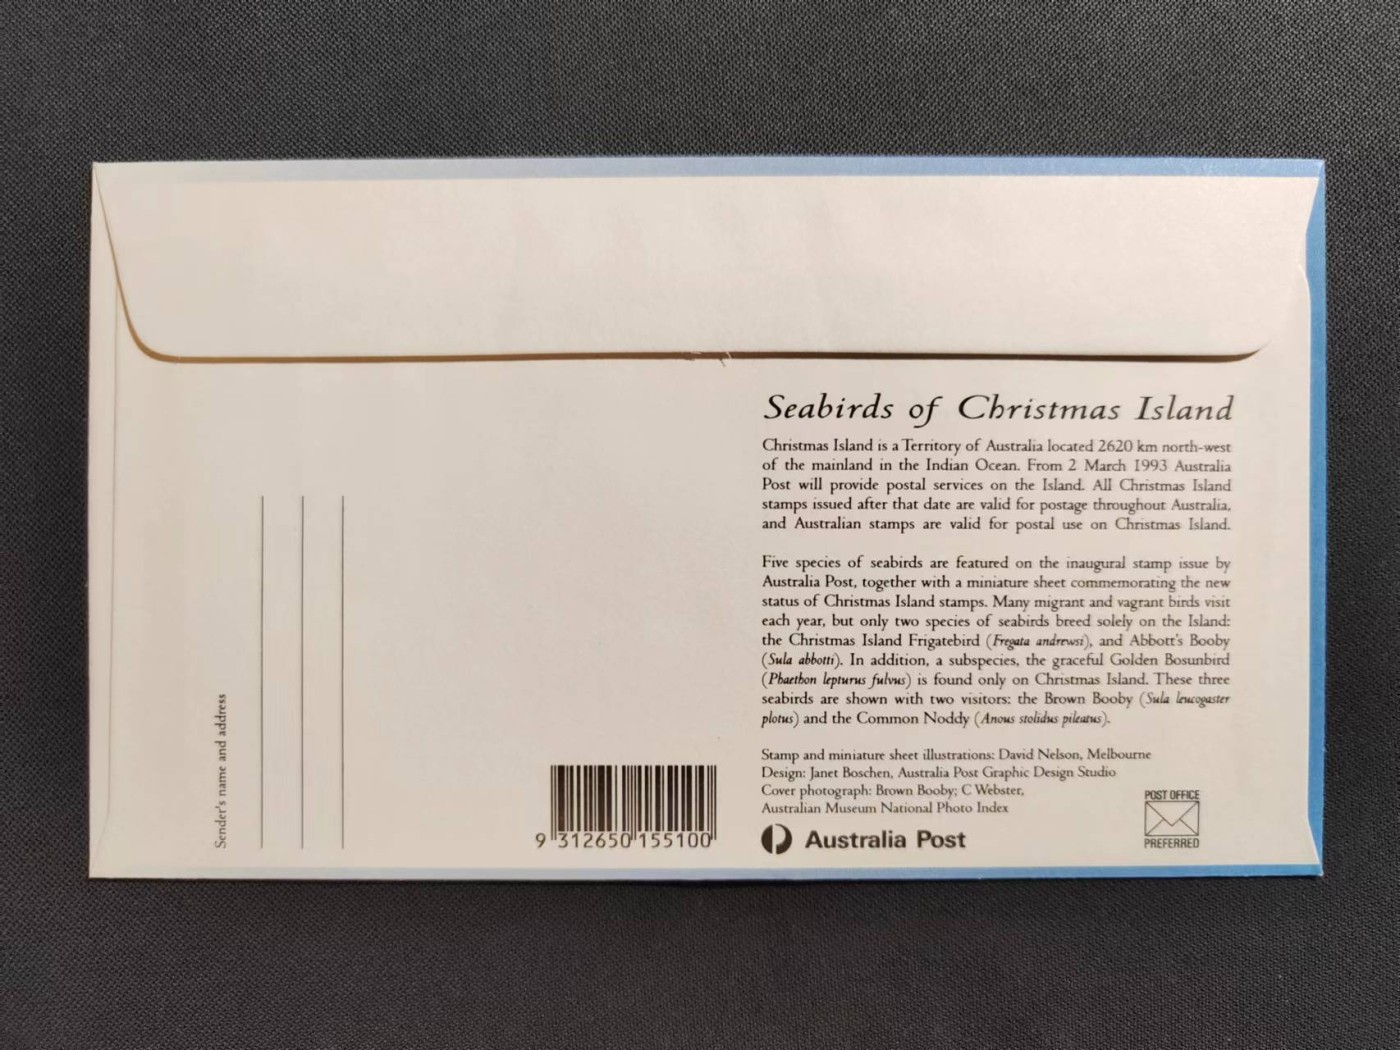 Seabirds of Christmas Island
Christmas Island is a Territory of Australia located 2620 km north-west
of the mainland in the Indian Ocean. From 2 March 1993 Australia
Post will provide postal services on the Island. All Christmas Island
stamps issued after that date are valid for postage throughout Australia,
and Australian stamps are valid for postal use on Christmas Island.
Five species of seabirds are featured on the inaugural stamp issue by
Australia Post, together with a miniature sheet commemorating the new
status of Christmas Island stamps. Many migrant and vagrant birds visit
each year, but only two species of seabirds breed solely on the Island:
the Christmas Island Frigatebird (Fregata andrewsi), and Abbott's Booby
(Sula abbotti). In addition, a subspecies, the graceful Golden Bosunbird
(Phaethon lepturus fulvus) is found only on Christmas Island. These three
seabirds are shown with two visitors: the Brown Booby (Sula leucogaster
plotus) and the Common Noddy (Anous stolidus pileatus).
Stamp and miniature sheet illustrations: David Nelson, Melbourne
Design: Janet Boschen, Australia Post Graphic Design Studio
Cover photograph: Brown Booby; C Webster,
Australian Museum National Photo Index
Australia Post
POST OFFICE
PREFERRED
9 312650 155100
Sender's name and address